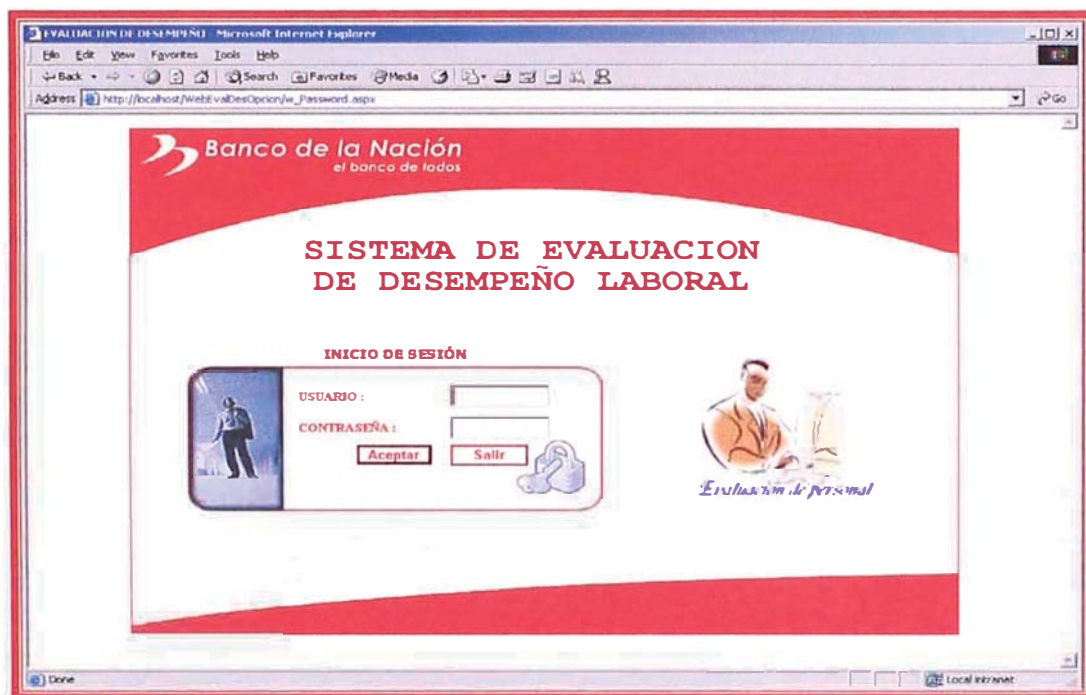 EVALUACION DE DESEMPEÑO - Microsoft Internet Explorer
File Edit View Favorites Tools Help
Back Search Favorites Media
Address http://localhost/WebEvalDesOpcion/w_Password.aspx Go
Banco de la Nación
el banco de todos
SISTEMA DE EVALUACION
DE DESEMPEÑO LABORAL
INICIO DE SESIÓN
USUARIO :
CONTRASEÑA :
Aceptar Salir
Evaluacion de personal
Done Local intranet